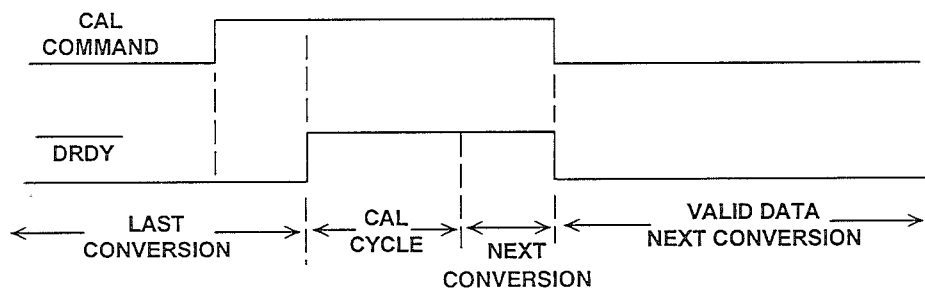 CAL
COMMAND
DRDY
LAST
CONVERSION
CAL
CYCLE
NEXT
CONVERSION
VALID DATA
NEXT CONVERSION